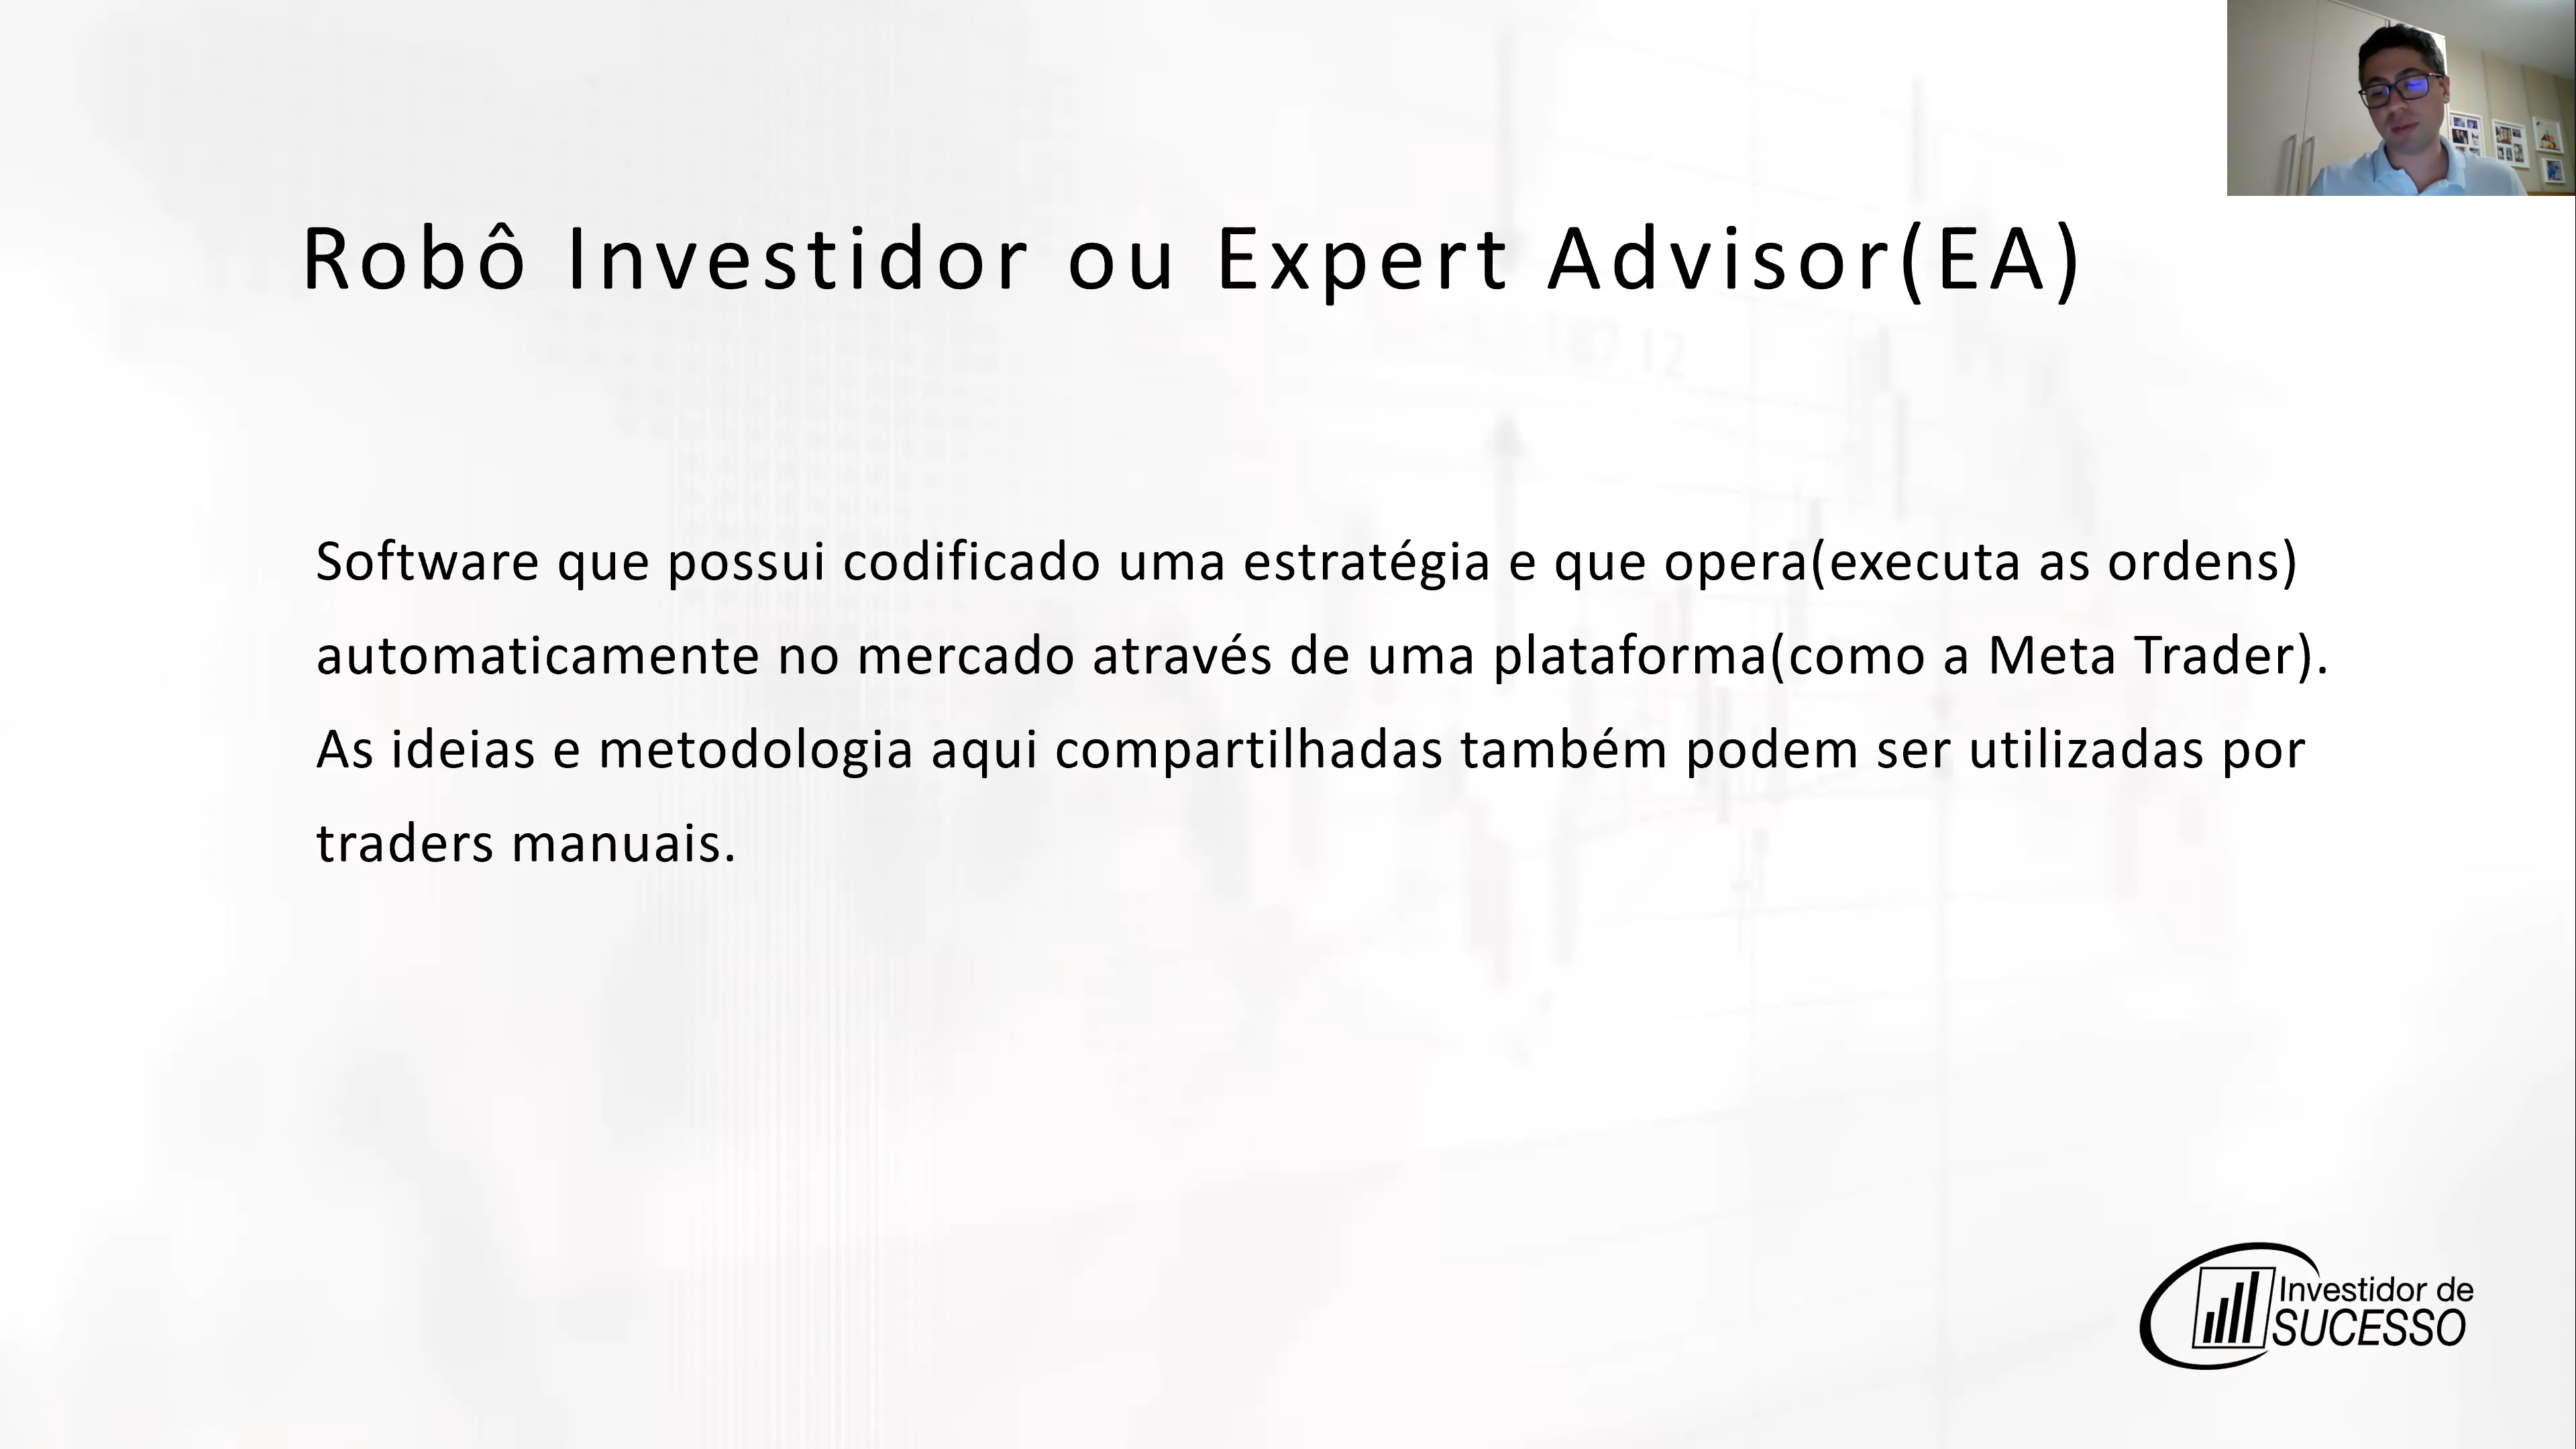 Robô Investidor ou Expert Advisor(EA)
187.12
Software que possui codificado uma estratégia e que opera(executa as ordens)
automaticamente no mercado através de uma plataforma(como a Meta Trader).
As ideias e metodologia aqui compartilhadas também podem ser utilizadas por
traders manuais.
Investidor de
SUCESSO